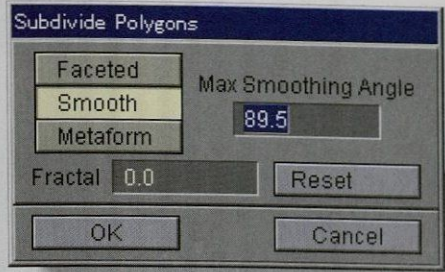 Subdivide Polygons
Faceted
Smooth
Metaform
Max Smoothing Angle
89.5
Fractal 0.0
Reset
OK
Cancel